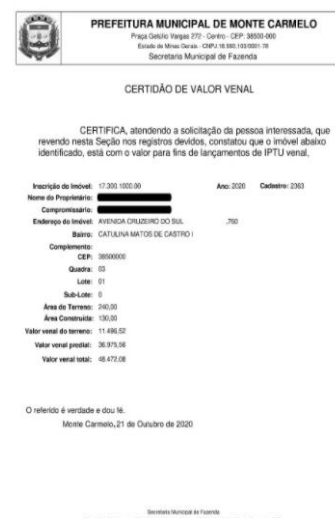 PREFEITURA MUNICIPAL DE MONTE CARMELO
Praça Getúlio Vargas 272 - Centro - CEP: 38500-000
Estado de Minas Gerais - CNPJ 18.593.103/0001-78
Secretaria Municipal de Fazenda
CERTIDÃO DE VALOR VENAL
CERTIFICA, atendendo a solicitação da pessoa interessada, que
revendo nesta Seção nos registros devidos, constatou que o imóvel abaixo
identificado, está com o valor para fins de lançamentos de IPTU venal,
Inscrição do Imóvel: 17.300.1000.00 Ano: 2020 Cadastro: 2363
Nome do Proprietário:
Compromissário:
Endereço do Imóvel: AVENIDA CRUZEIRO DO SUL ,760
Bairro: CATULINA MATOS DE CASTRO I
Complemento:
CEP: 38500000
Quadra: 03
Lote: 01
Sub-Lote: 0
Área do Terreno: 240,00
Área Construída: 130,00
Valor venal do terreno: 11.496,52
Valor venal predial: 36.975,56
Valor venal total: 48.472,08
O referido é verdade e dou fé.
Monte Carmelo, 21 de Outubro de 2020
Secretaria Municipal de Fazenda